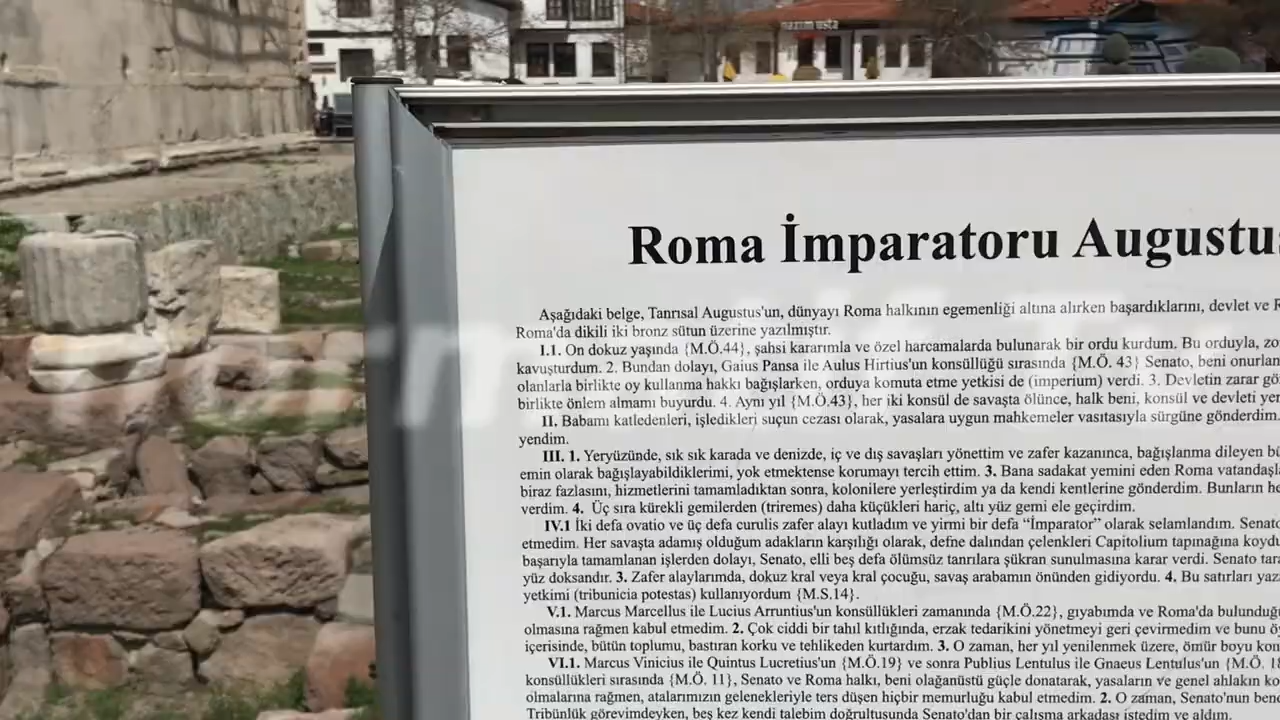 nazım usta
Roma İmparatoru Augustu
Aşağıdaki belge, Tanrısal Augustus'un, dünyayı Roma halkının egemenliği altına alırken başardıklarını, devlet ve
Roma'da dikili iki bronz sütun üzerine yazılmıştır.
I.1. On dokuz yaşında {M.Ö.44}, şahsi kararımla ve özel harcamalarda bulunarak bir ordu kurdum. Bu orduyla, zo
kavuşturdum. 2. Bundan dolayı, Gaius Pansa ile Aulus Hirtius'un konsüllüğü sırasında {M.Ö. 43} Senato, beni onurlan
olanlarla birlikte oy kullanma hakkı bağışlarken, orduya komuta etme yetkisi de (imperium) verdi. 3. Devletin zarar gö
birlikte önlem almamı buyurdu. 4. Aynı yıl {M.Ö.43}, her iki konsül de savaşta ölünce, halk beni, konsül ve devleti yer
II. Babamı katledenleri, işledikleri suçun cezası olarak, yasalara uygun mahkemeler vasıtasıyla sürgüne gönderdim.
yendim.
III. 1. Yeryüzünde, sık sık karada ve denizde, iç ve dış savaşları yönettim ve zafer kazanınca, bağışlanma dileyen bü
emin olarak bağışlayabildiklerimi, yok etmektense korumayı tercih ettim. 3. Bana sadakat yemini eden Roma vatandaşla
biraz fazlasını, hizmetlerini tamamladıktan sonra, kolonilere yerleştirdim ya da kendi kentlerine gönderdim. Bunların he
verdim. 4. Üç sıra kürekli gemilerden (triremes) daha küçükleri hariç, altı yüz gemi ele geçirdim.
IV.1 İki defa ovatio ve üç defa curulis zafer alayı kutladım ve yirmi bir defa “İmparator” olarak selamlandım. Senato
etmedim. Her savaşta adamış olduğum adakların karşılığı olarak, defne dalından çelenkleri Capitolium tapınağına koydu
başarıyla tamamlanan işlerden dolayı, Senato, elli beş defa ölümsüz tanrılara şükran sunulmasına karar verdi. Senato tara
yüz doksandır. 3. Zafer alaylarımda, dokuz kral veya kral çocuğu, savaş arabamın önünden gidiyordu. 4. Bu satırları yaz
yetkimi (tribunicia potestas) kullanıyordum {M.S.14}.
V.1. Marcus Marcellus ile Lucius Arruntius'un konsüllükleri zamanında {M.Ö.22}, gıyabımda ve Roma'da bulunduğu
olmasına rağmen kabul etmedim. 2. Çok ciddi bir tahıl kıtlığında, erzak tedarikini yönetmeyi geri çevirmedim ve bunu öy
içerisinde, bütün toplumu, bastıran korku ve tehlikeden kurtardım. 3. O zaman, her yıl yenilenmek üzere, ömür boyu kon
VI.1. Marcus Vinicius ile Quintus Lucretius'un {M.Ö.19} ve sonra Publius Lentulus ile Gnaeus Lentulus'un {M.Ö. 18
konsüllükleri sırasında {M.Ö. 11}, Senato ve Roma halkı, beni olağanüstü güçle donatarak, yasaların ve genel ahlakın ko
olmalarına rağmen, atalarımızın gelenekleriyle ters düşen hiçbir memurluğu kabul etmedim. 2. O zaman, Senato'nun ben
Tribünlük görevimdeyken, beş kez kendi talebim doğrultusunda Senato'dan bir çalışma arkadaşı istedim ve aldım.